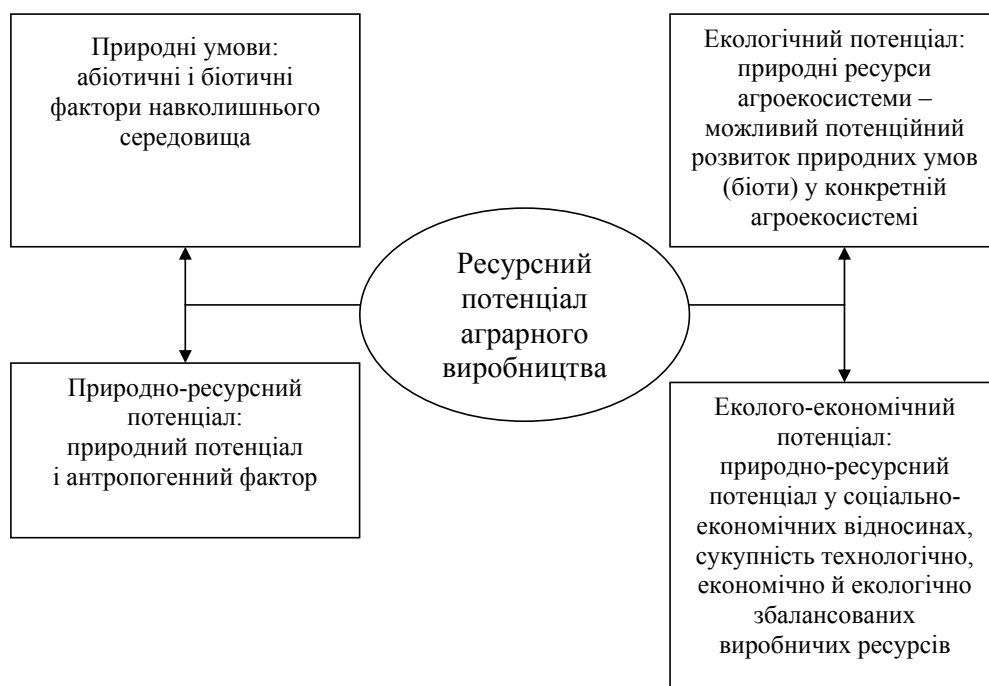 Природні умови:
абіотичні і біотичні
фактори навколишнього
середовища
Екологічний потенціал:
природні ресурси
агроекосистеми –
можливий потенційний
розвиток природних умов
(біоти) у конкретній
агроекосистемі
Ресурсний
потенціал
аграрного
виробництва
Природно-ресурсний
потенціал:
природний потенціал
і антропогенний фактор
Еколого-економічний
потенціал:
природно-ресурсний
потенціал у соціально-
економічних відносинах,
сукупність технологічно,
економічно й екологічно
збалансованих
виробничих ресурсів